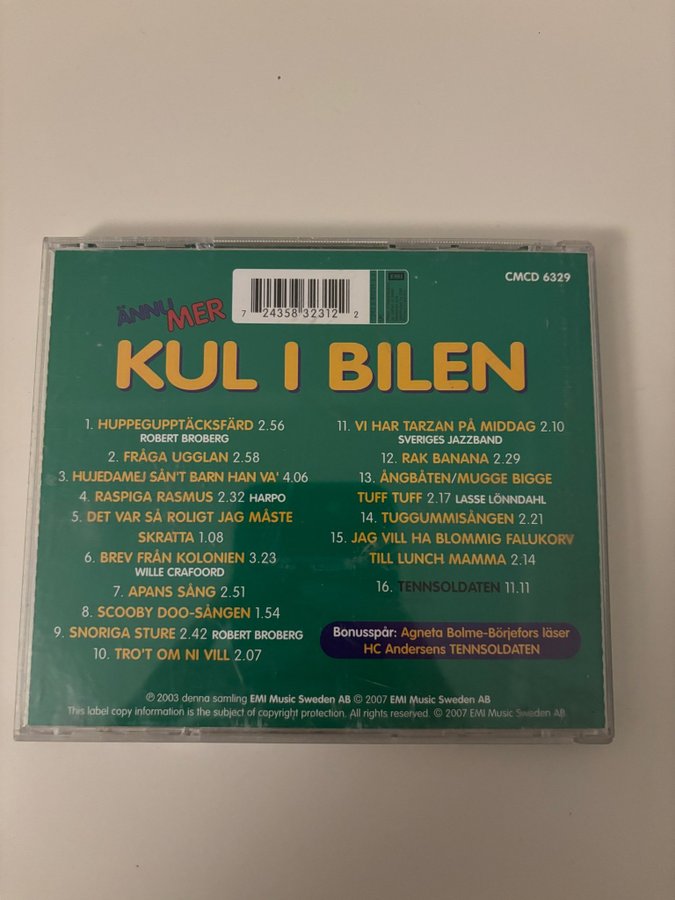 CMCD 6329
ÄNNU
MER
7 24358 32312 2
EMI
KUL I BILEN
1. HUPPEGUPPTÄCKSFÄRD 2.56
ROBERT BROBERG
2. FRÅGA UGGLAN 2.58
3. HUJEDAMEJ SÅN'T BARN HAN VA' 4.06
4. RASPIGA RASMUS 2.32 HARPO
5. DET VAR SÅ ROLIGT JAG MÅSTE
SKRATTA 1.08
6. BREV FRÅN KOLONIEN 3.23
WILLE CRAFOORD
7. APANS SÅNG 2.51
8. SCOOBY DOO-SÅNGEN 1.54
9. SNORIGA STURE 2.42 ROBERT BROBERG
10. TRO'T OM NI VILL 2.07
11. VI HAR TARZAN PÅ MIDDAG 2.10
SVERIGES JAZZBAND
12. RAK BANANA 2.29
13. ÅNGBÅTEN/MUGGE BIGGE
TUFF TUFF 2.17 LASSE LÖNNDAHL
14. TUGGUMMISÅNGEN 2.21
15. JAG VILL HA BLOMMIG FALUKORV
TILL LUNCH MAMMA 2.14
16. TENNSOLDATEN 11.11
Bonusspår: Agneta Bolme-Börjefors läser
HC Andersens TENNSOLDATEN
℗ 2003 denna samling EMI Music Sweden AB © 2007 EMI Music Sweden AB
This label copy information is the subject of copyright protection. All rights reserved. © 2007 EMI Music Sweden AB